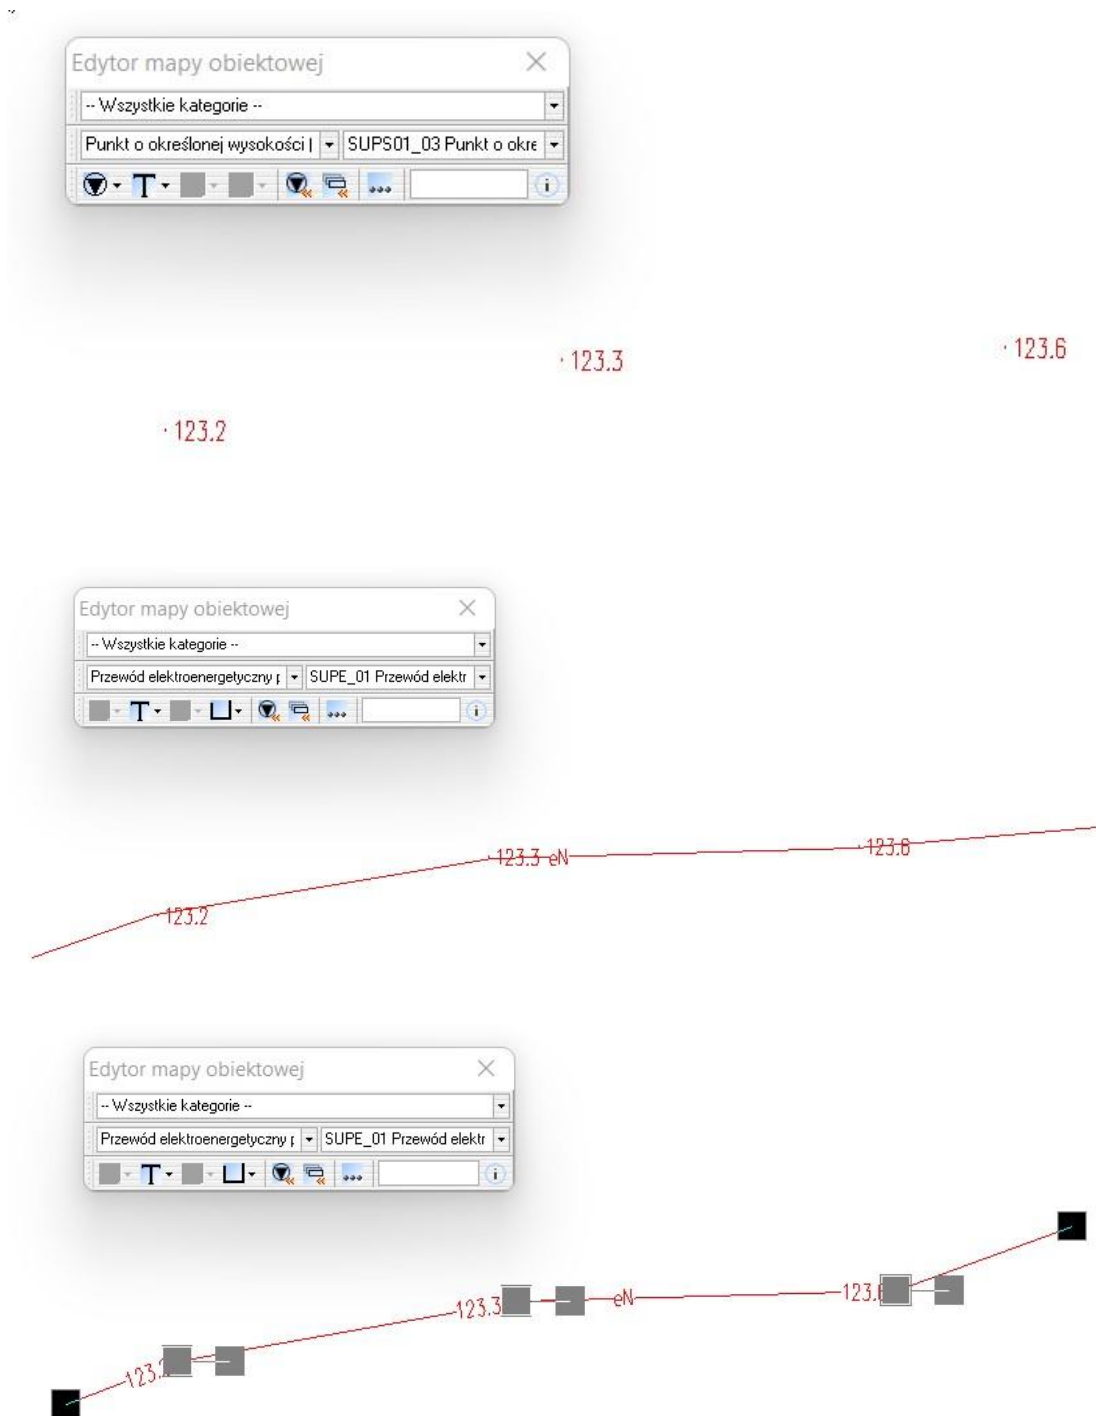 Edytor mapy obiektowej
-- Wszystkie kategorie --
Punkt o określonej wysokości SUPS01_03 Punkt o okre
T ... i
123.3
123.6
123.2
Edytor mapy obiektowej
-- Wszystkie kategorie --
Przewód elektroenergetyczny SUPE_01 Przewód elektr
T ... i
123.3 eN
123.6
123.2
Edytor mapy obiektowej
-- Wszystkie kategorie --
Przewód elektroenergetyczny SUPE_01 Przewód elektr
T ... i
123.3 eN
123.
123.